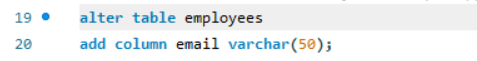 19 alter table employees
20 add column email varchar(50);